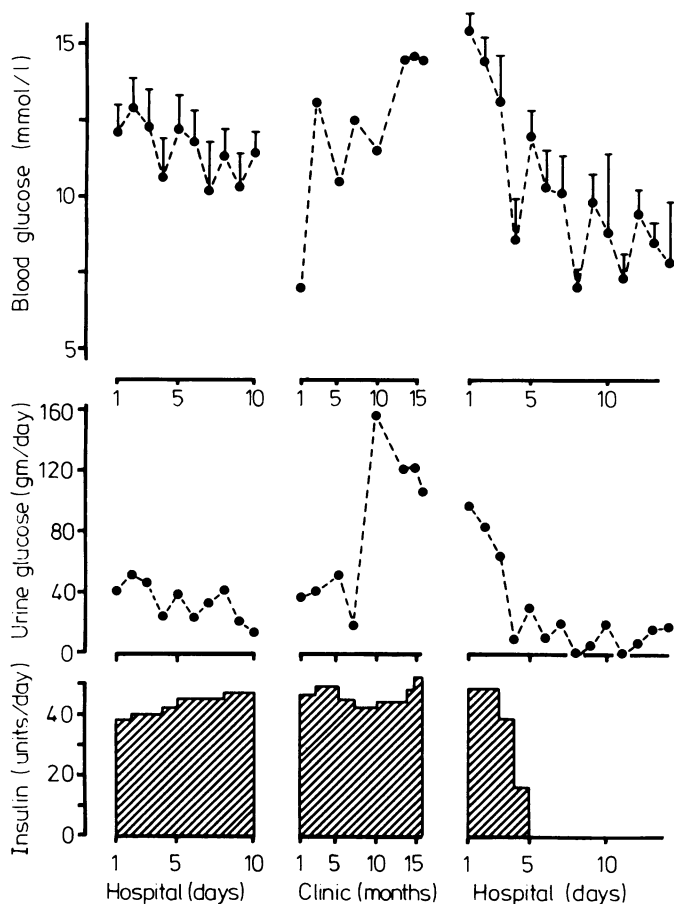 Blood glucose (mmol/l)
15
10
5
1 5 10
1 5 10 15
1 5 10
Urine glucose (gm/day)
160
120
80
40
0
Insulin (units/day)
40
20
0
1 5 10
1 5 10 15
1 5 10
Hospital (days)
Clinic (months)
Hospital (days)